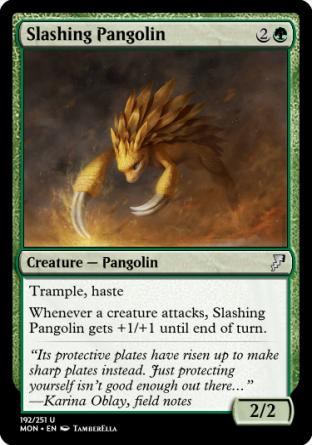 Slashing Pangolin 2
Creature — Pangolin
Trample, haste
Whenever a creature attacks, Slashing
Pangolin gets +1/+1 until end of turn.
“Its protective plates have risen up to make
sharp plates instead. Just protecting
yourself isn’t good enough out there...”
—Karina Oblay, field notes
2/2
192/251 U
MON • EN TamberElla